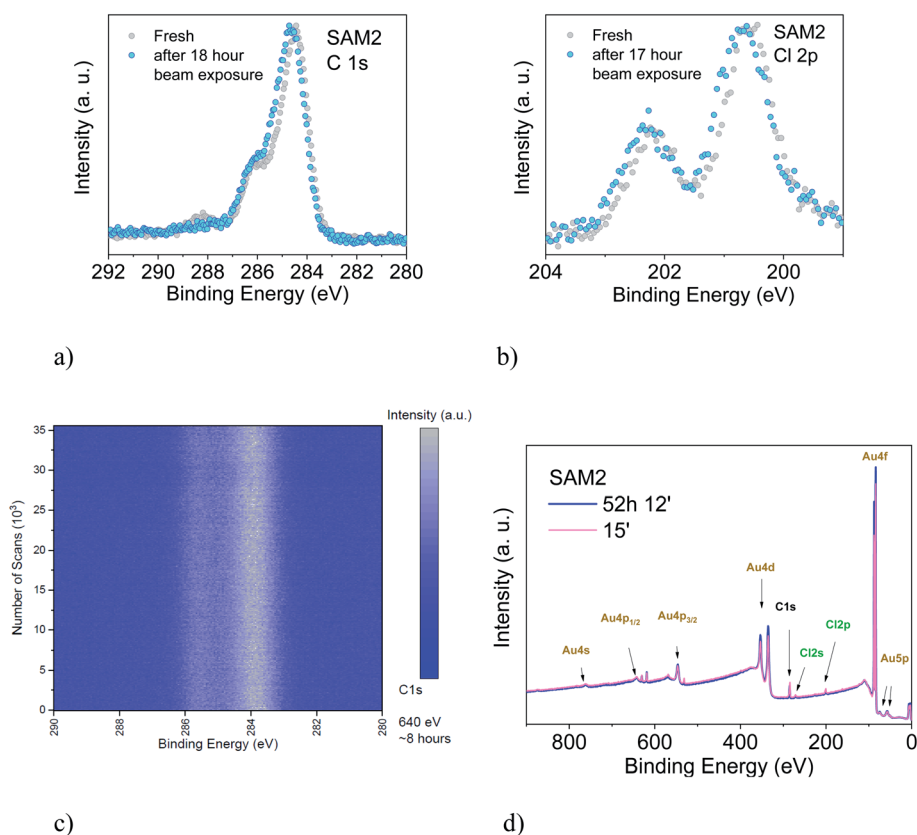 Fresh
after 18 hour
beam exposure
SAM2
C 1s
Intensity (a. u.)
292 290 288 286 284 282 280
Binding Energy (eV)
a)
Fresh
after 17 hour
beam exposure
SAM2
Cl 2p
Intensity (a. u.)
204 202 200
Binding Energy (eV)
b)
Intensity (a.u.)
35
30
25
20
15
10
5
0
Number of Scans (10³)
290 288 286 284 282 280
Binding Energy (eV)
C1s
640 eV
~8 hours
c)
SAM2
52h 12'
15'
Au4f
Au4d
C1s
Cl2p
Cl2s
Au4p3/2
Au4p1/2
Au4s
Au5p
Intensity (a. u.)
800 600 400 200 0
Binding Energy (eV)
d)